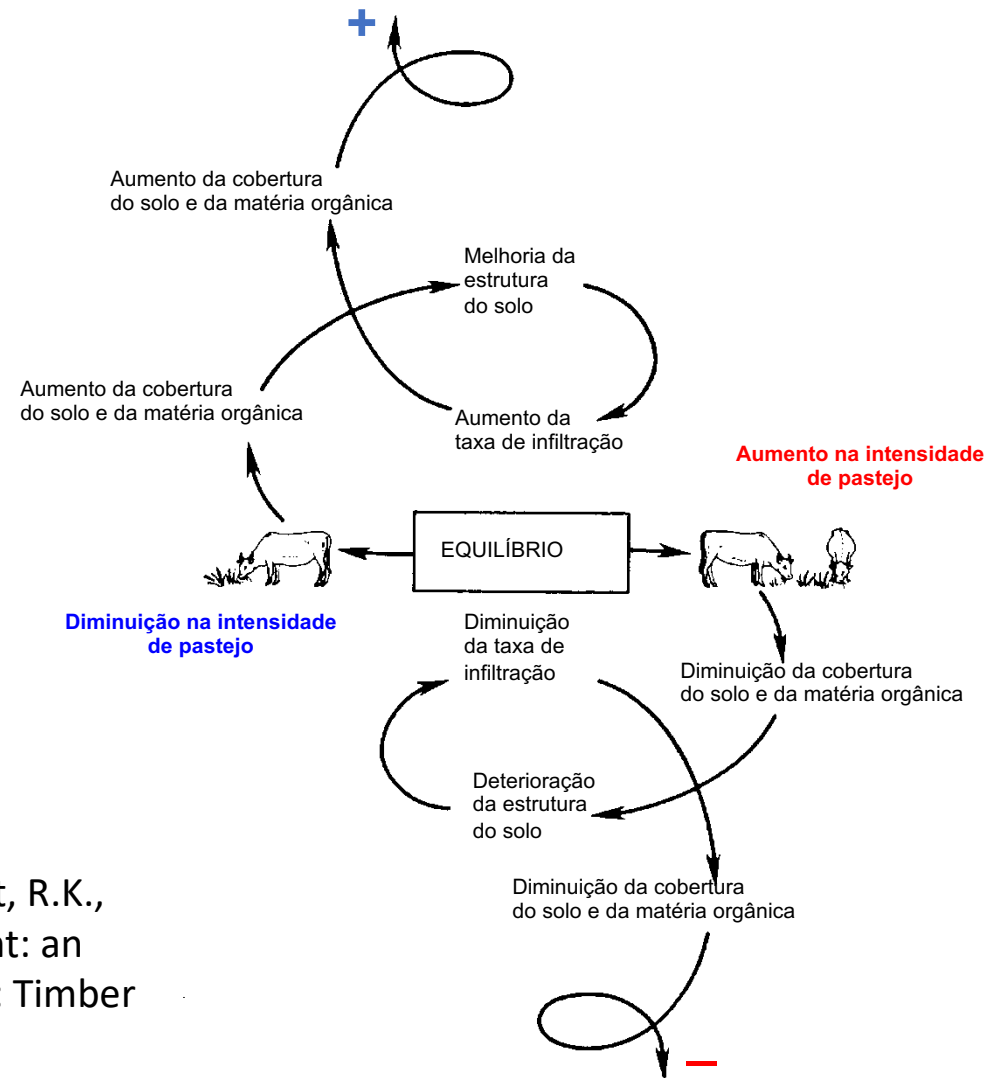 +
Aumento da cobertura
do solo e da matéria orgânica
Melhoria da
estrutura
do solo
Aumento da cobertura
do solo e da matéria orgânica
Aumento da
taxa de infiltração
Aumento na intensidade
de pastejo
EQUILÍBRIO
Diminuição na intensidade
de pastejo
Diminuição
da taxa de
infiltração
Diminuição da cobertura
do solo e da matéria orgânica
Deterioração
da estrutura
do solo
Diminuição da cobertura
do solo e da matéria orgânica
t, R.K.,
nt: an
: Timber
–